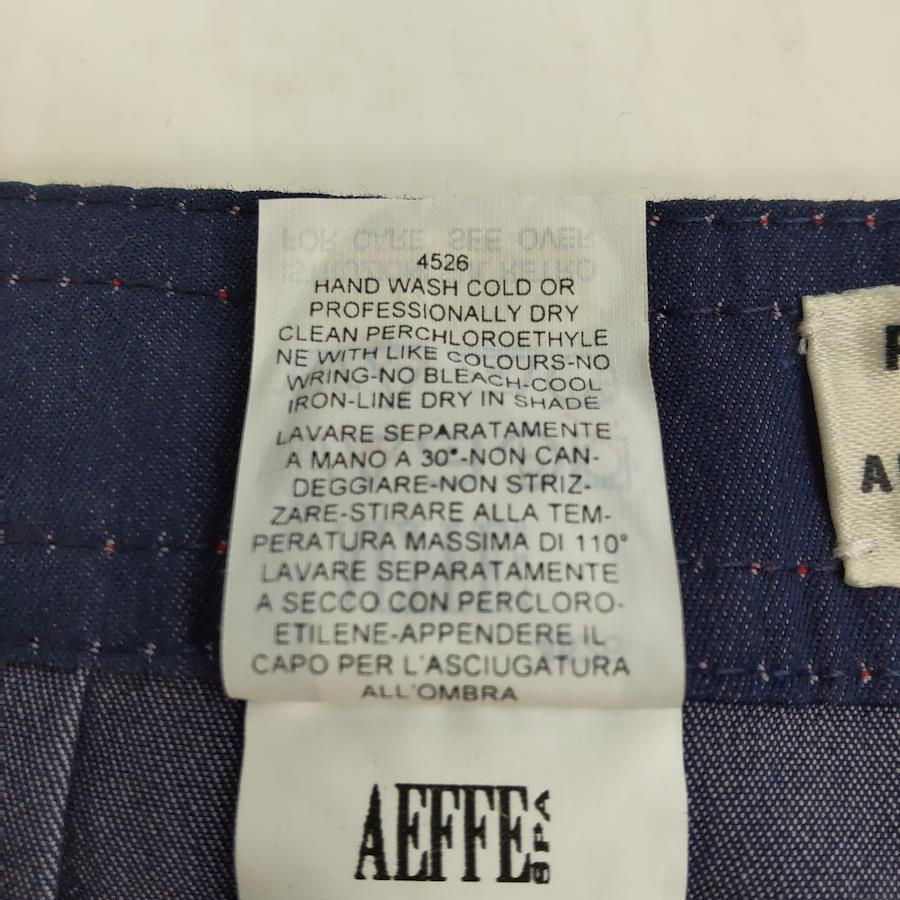 4526
HAND WASH COLD OR
PROFESSIONALLY DRY
CLEAN PERCHLOROETHYLE
NE WITH LIKE COLOURS-NO
WRING-NO BLEACH-COOL
IRON-LINE DRY IN SHADE
LAVARE SEPARATAMENTE
A MANO A 30°-NON CAN-
DEGGIARE-NON STRIZ-
ZARE-STIRARE ALLA TEM-
PERATURA MASSIMA DI 110°
LAVARE SEPARATAMENTE
A SECCO CON PERCLORO-
ETILENE-APPENDERE IL
CAPO PER L'ASCIUGATURA
ALL'OMBRA
AEFFE SPA